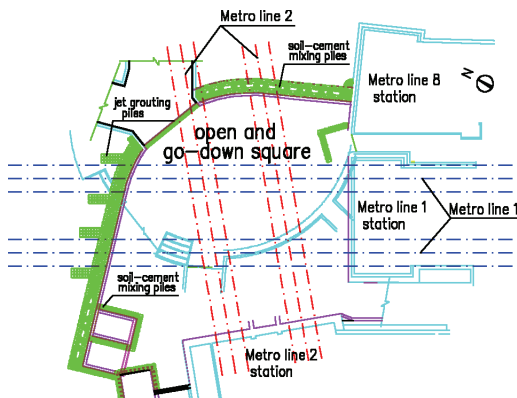 Metro line 2
soil-cement
mixing piles
Metro line 8
station
N
jet grouting
piles
open and
go-down square
Metro line 1
station
Metro line 1
soil-cement
mixing piles
Metro line 2
station